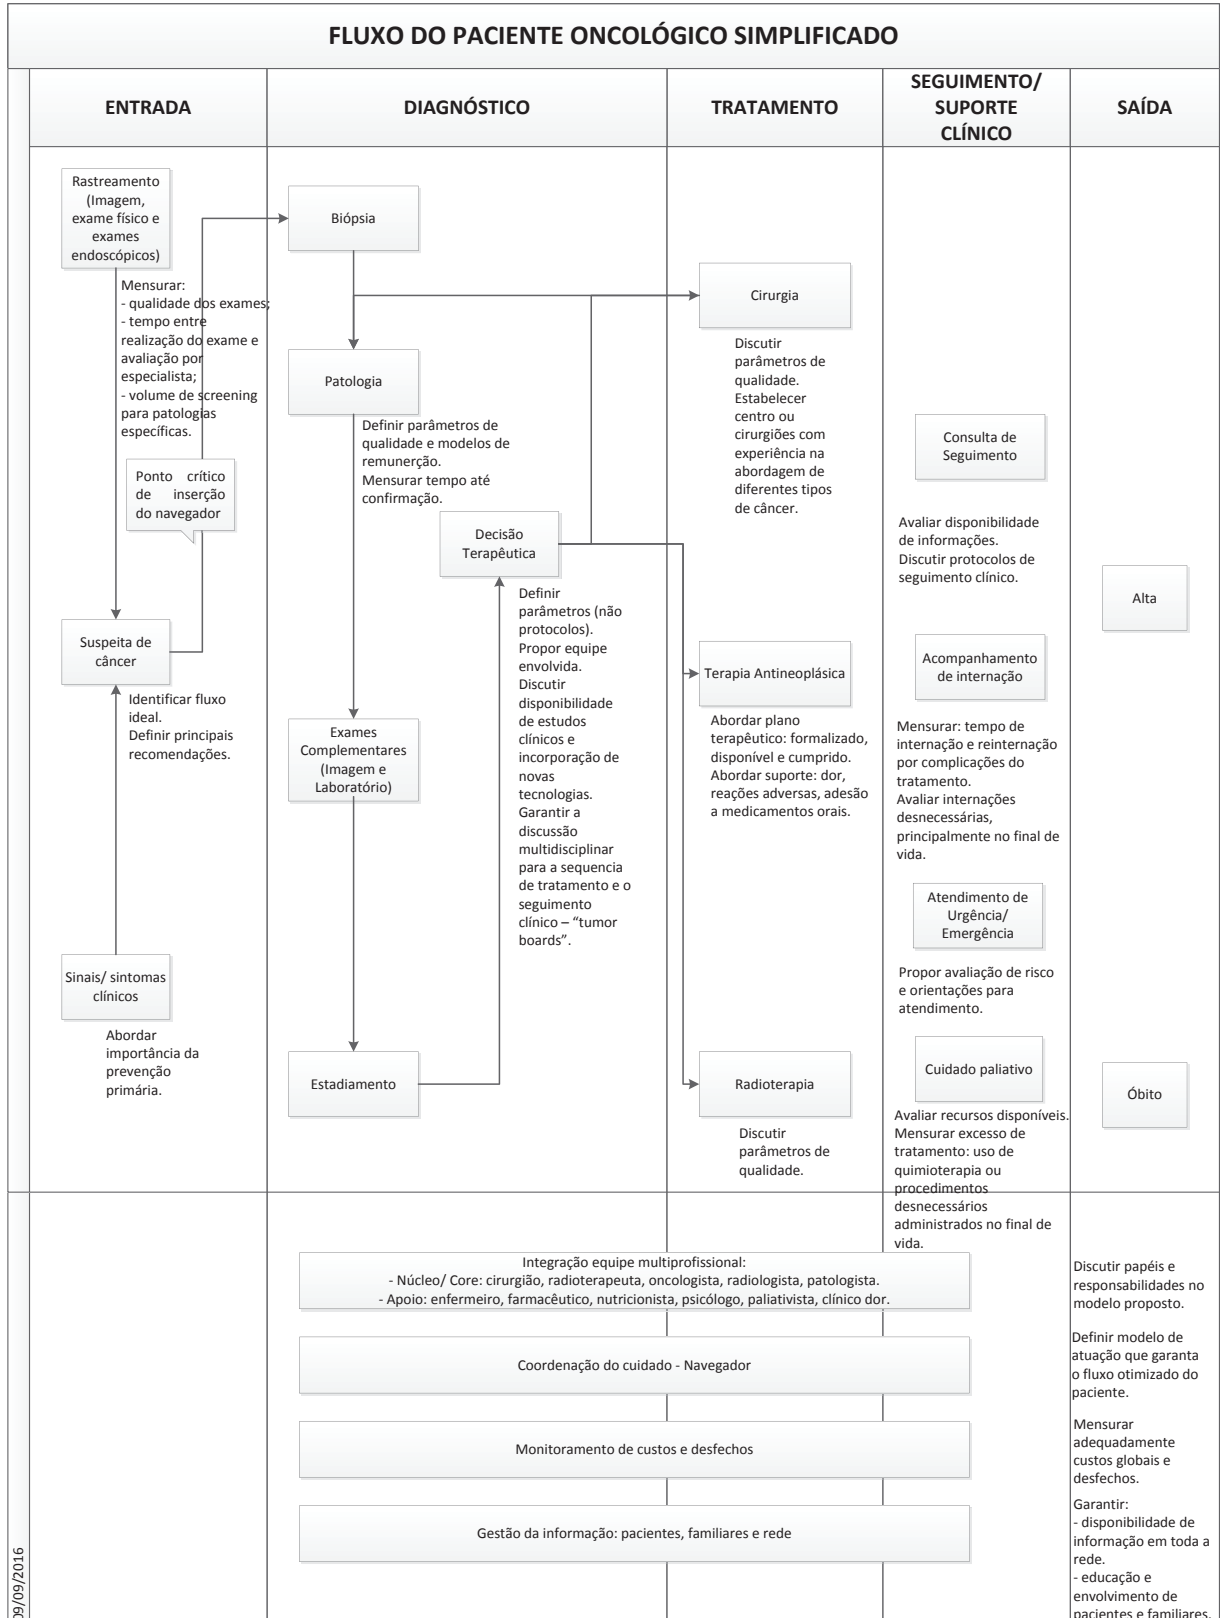 FLUXO DO PACIENTE ONCOLÓGICO SIMPLIFICADO
ENTRADA
DIAGNÓSTICO
TRATAMENTO
SEGUIMENTO/
SUPORTE
CLÍNICO
SAÍDA
Rastreamento
(Imagem,
exame físico e
exames
endoscópicos)
Mensurar:
- qualidade dos exames;
- tempo entre
realização do exame e
avaliação por
especialista;
- volume de screening
para patologias
específicas.
Ponto crítico
de inserção
do navegador
Suspeita de
câncer
Identificar fluxo
ideal.
Definir principais
recomendações.
Sinais/ sintomas
clínicos
Abordar
importância da
prevenção
primária.
Biópsia
Patologia
Definir parâmetros de
qualidade e modelos de
remunerção.
Mensurar tempo até
confirmação.
Decisão
Terapêutica
Definir
parâmetros (não
protocolos).
Propor equipe
envolvida.
Discutir
disponibilidade
de estudos
clínicos e
incorporação de
novas
tecnologias.
Garantir a
discussão
multidisciplinar
para a sequencia
de tratamento e o
seguimento
clínico – “tumor
boards”.
Exames
Complementares
(Imagem e
Laboratório)
Estadiamento
Cirurgia
Discutir
parâmetros de
qualidade.
Estabelecer
centro ou
cirurgiões com
experiência na
abordagem de
diferentes tipos
de câncer.
Terapia Antineoplásica
Abordar plano
terapêutico: formalizado,
disponível e cumprido.
Abordar suporte: dor,
reações adversas, adesão
a medicamentos orais.
Radioterapia
Discutir
parâmetros de
qualidade.
Consulta de
Seguimento
Avaliar disponibilidade
de informações.
Discutir protocolos de
seguimento clínico.
Acompanhamento
de internação
Mensurar: tempo de
internação e reinternação
por complicações do
tratamento.
Avaliar internações
desnecessárias,
principalmente no final de
vida.
Atendimento de
Urgência/
Emergência
Propor avaliação de risco
e orientações para
atendimento.
Cuidado paliativo
Avaliar recursos disponíveis.
Mensurar excesso de
tratamento: uso de
quimioterapia ou
procedimentos
desnecessários
administrados no final de
vida.
Alta
Óbito
Integração equipe multiprofissional:
- Núcleo/ Core: cirurgião, radioterapeuta, oncologista, radiologista, patologista.
- Apoio: enfermeiro, farmacêutico, nutricionista, psicólogo, paliativista, clínico dor.
Discutir papéis e
responsabilidades no
modelo proposto.
Coordenação do cuidado - Navegador
Definir modelo de
atuação que garanta
o fluxo otimizado do
paciente.
Monitoramento de custos e desfechos
Mensurar
adequadamente
custos globais e
desfechos.
Gestão da informação: pacientes, familiares e rede
Garantir:
- disponibilidade de
informação em toda a
rede.
- educação e
envolvimento de
pacientes e familiares.
09/09/2016